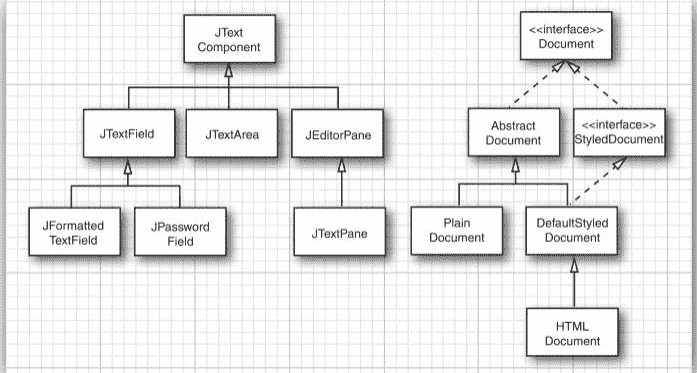 JText
Component
<<interface>>
Document
JTextField
JTextArea
JEditorPane
Abstract
Document
<<interface>>
StyledDocument
JFormatted
TextField
JPassword
Field
JTextPane
Plain
Document
DefaultStyled
Document
HTML
Document